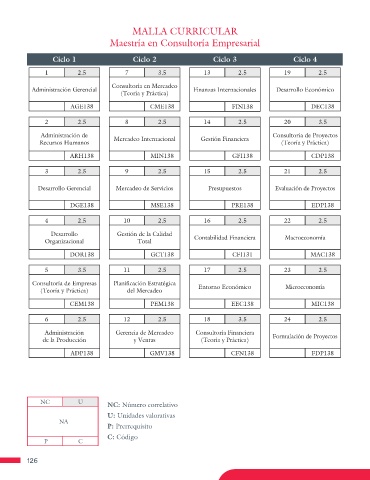 MALLA CURRICULAR
Maestría en Consultoría Empresarial
Ciclo 1 Ciclo 2 Ciclo 3 Ciclo 4
1 2.5 7 3.5 13 2.5 19 2.5
Administración Gerencial
Consultoría en Mercadeo
(Teoría y Práctica)
Finanzas Internacionales
Desarrollo Económico
AGE138 CME138 FIN138 DEC138
2 2.5 8 2.5 14 2.5 20 3.5
Administración de
Recursos Humanos
Mercadeo Internacional
Gestión Financiera
Consultoría de Proyectos
(Teoría y Práctica)
ARH138 MIN138 GFI138 CDP138
3 2.5 9 2.5 15 2.5 21 2.5
Desarrollo Gerencial Mercadeo de Servicios Presupuestos Evaluación de Proyectos
DGE138 MSE138 PRE138 EDP138
4 2.5 10 2.5 16 2.5 22 2.5
Desarrollo
Organizacional
Gestión de la Calidad
Total
Contabilidad Financiera
Macroeconomía
DOR138 GCT138 CFI131 MAC138
5 3.5 11 2.5 17 2.5 23 2.5
Consultoría de Empresas
(Teoría y Práctica)
Planificación Estratégica
del Mercadeo
Entorno Económico
Microeconomía
CEM138 PEM138 EEC138 MIC138
6 2.5 12 2.5 18 3.5 24 2.5
Administración
de la Producción
Gerencia de Mercadeo
y Ventas
Consultoría Financiera
(Teoría y Práctica)
Formulación de Proyectos
ADP138 GMV138 CFN138 FDP138
NC U
NA
P C
NC: Número correlativo
U: Unidades valorativas
P: Prerrequisito
C: Código
126